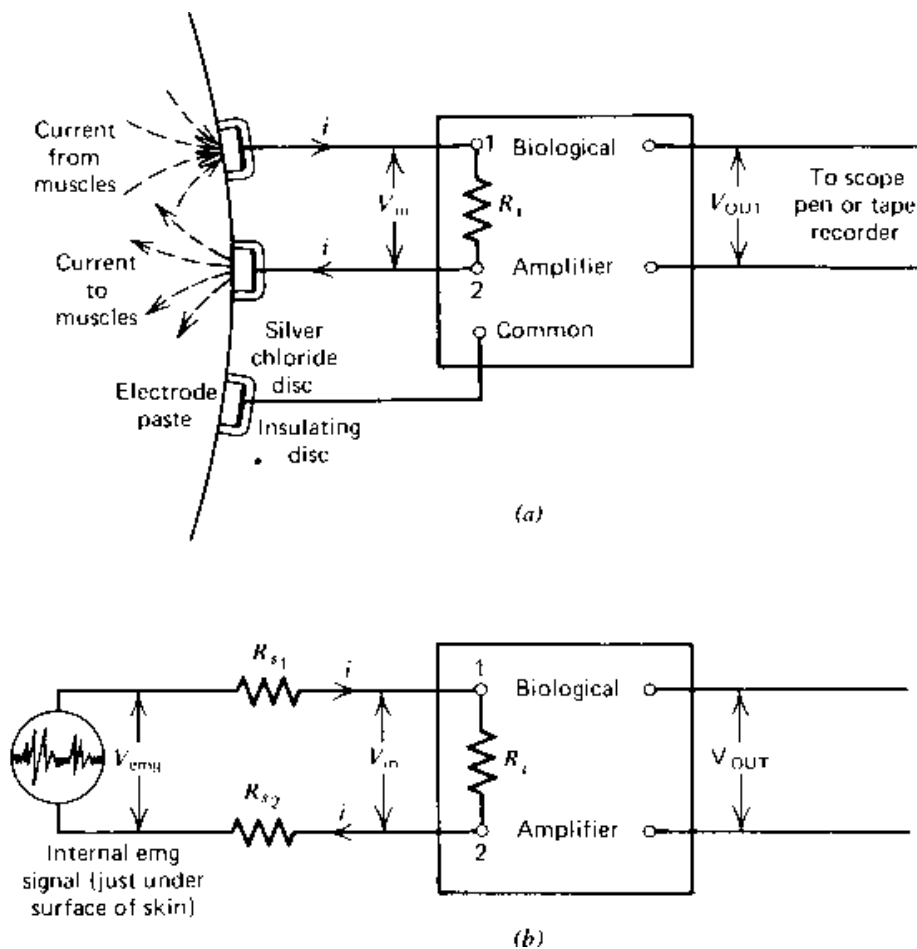 Current
from
muscles
i
1
Biological
V_in
R_i
V_OUT
To scope
pen or tape
recorder
Current
to
muscles
i
2
Amplifier
Common
Silver
chloride
disc
Electrode
paste
Insulating
disc
(a)
R_s1
i
1
Biological
V_emg
V_in
R_i
V_OUT
R_s2
i
2
Amplifier
Internal emg
signal (just under
surface of skin)
(b)